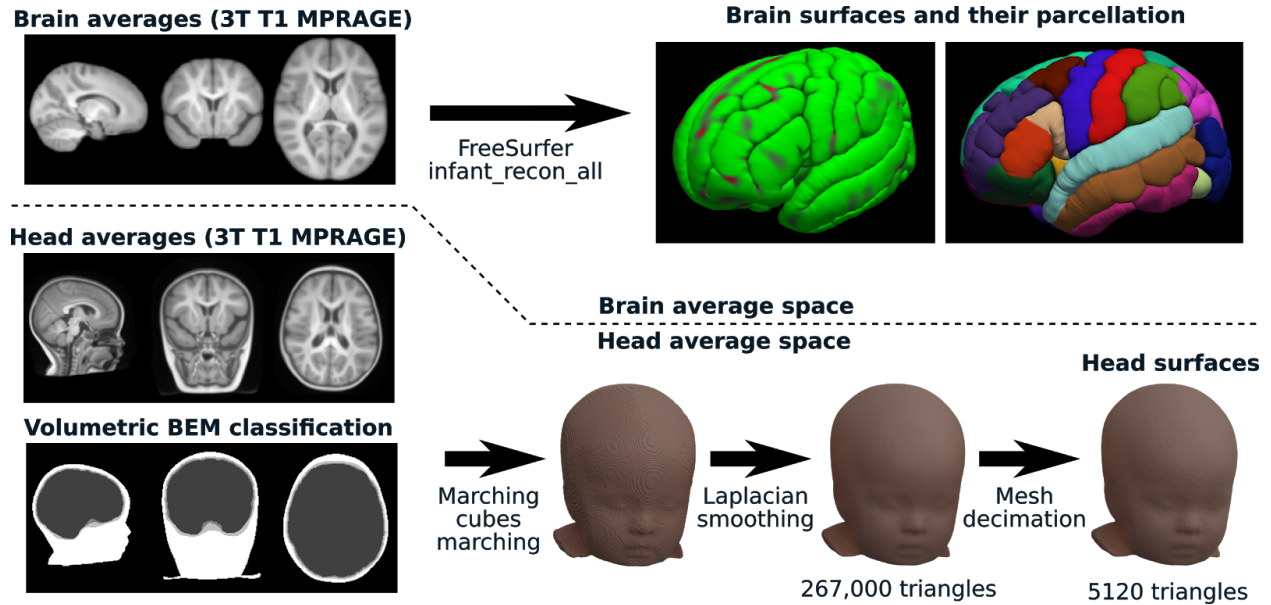 Brain averages (3T T1 MPRAGE)
Brain surfaces and their parcellation
FreeSurfer
infant_recon_all
Head averages (3T T1 MPRAGE)
Brain average space
Head average space
Head surfaces
Volumetric BEM classification
Marching
cubes
marching
Laplacian
smoothing
Mesh
decimation
267,000 triangles
5120 triangles